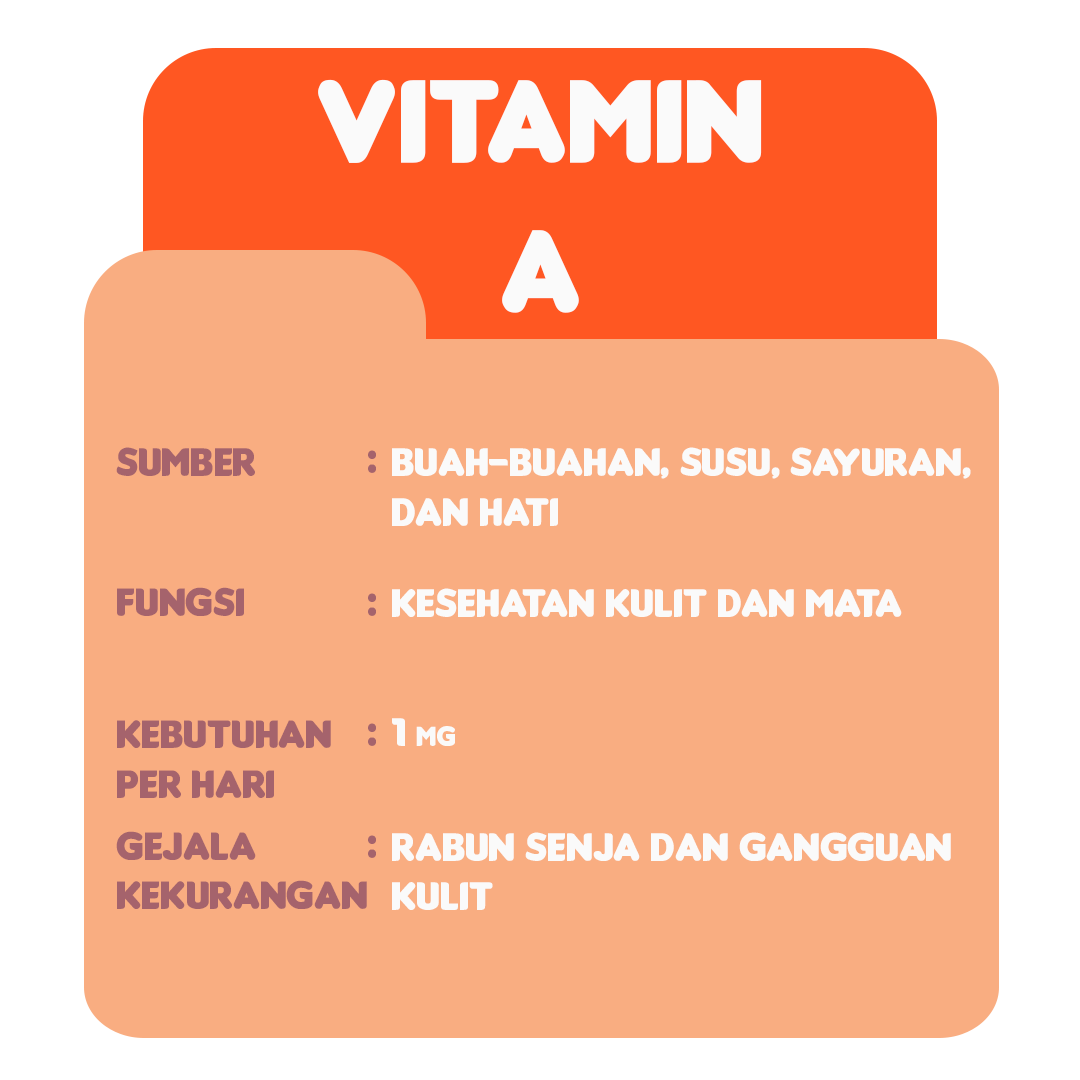 VITAMIN
A
SUMBER : BUAH-BUAHAN, SUSU, SAYURAN,
DAN HATI
FUNGSI : KESEHATAN KULIT DAN MATA
KEBUTUHAN : 1 MG
PER HARI
GEJALA : RABUN SENJA DAN GANGGUAN
KEKURANGAN KULIT